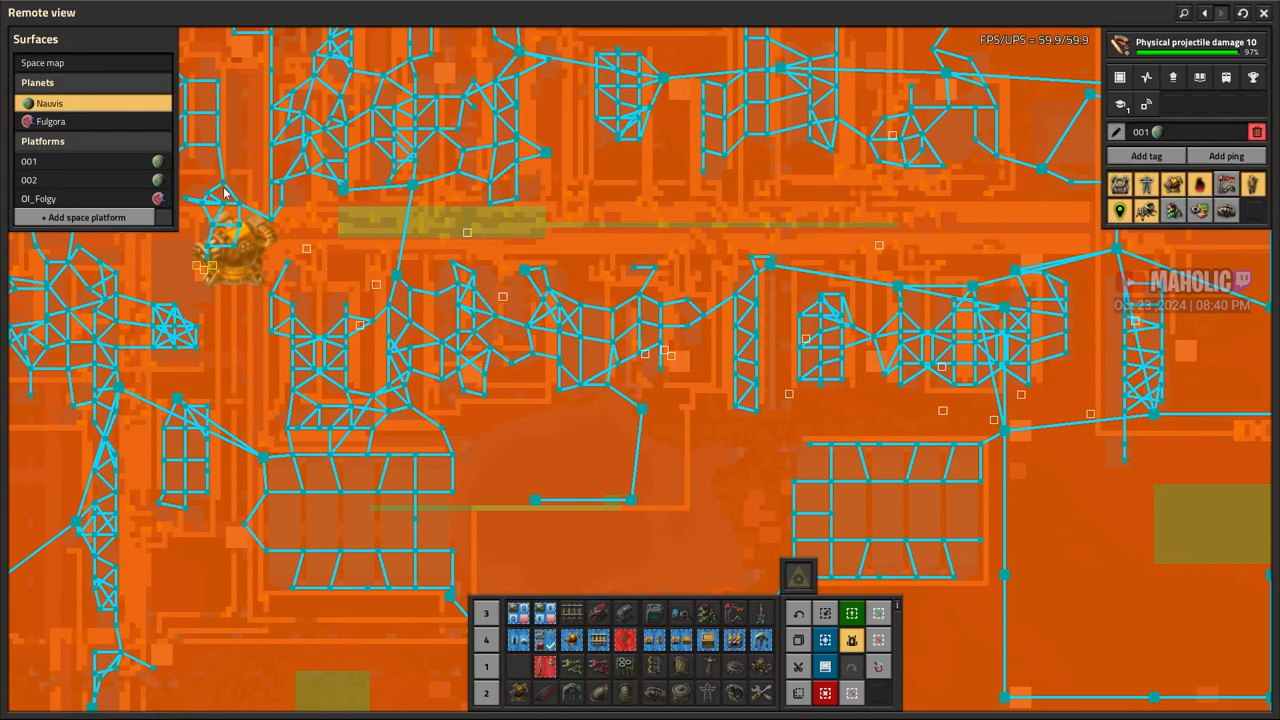 Remote view
Surfaces
Space map
Planets
Nauvis
Fulgora
Platforms
001
002
OI_Folgy
+ Add space platform
FPS/UPS = 59.9/59.9
Physical projectile damage 10
97%
1
001
Add tag
Add ping
MAHOLIC
Oct 23, 2024 | 08:40 PM
3
4
1
2